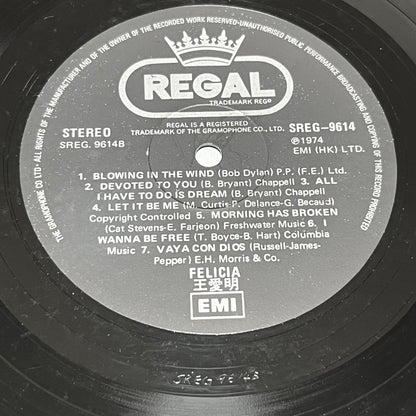 THE GRAMOPHONE CO LTD • ALL RIGHTS OF THE MANUFACTURER AND OF THE OWNER OF THE RECORDED WORK RESERVED-UNAUTHORISED PUBLIC PERFORMANCE BROADCASTING AND COPYING OF THIS RECORD PROHIBITED
REGAL
TRADEMARK REGD
REGAL IS A REGISTERED
TRADEMARK OF THE GRAMOPHONE CO., LTD.
STEREO
SREG. 9614B
SREG-9614
Ⓟ1974
EMI (HK) LTD.
1. BLOWING IN THE WIND (Bob Dylan) P.P. (F.E.) Ltd.
2. DEVOTED TO YOU (B. Bryant) Chappell 3. ALL
I HAVE TO DO IS DREAM (B. Bryant) Chappell
4. LET IT BE ME (M. Curtis-P. Delance-G. Becaud)
Copyright Controlled 5. MORNING HAS BROKEN
(Cat Stevens-E. Farjeon) Freshwater Music 6. I
WANNA BE FREE (T. Boyce-B. Hart) Columbia
Music 7. VAYA CON DIOS (Russell-James-
Pepper) E.H. Morris & Co.
FELICIA
王愛明
EMI
SREG 9614B